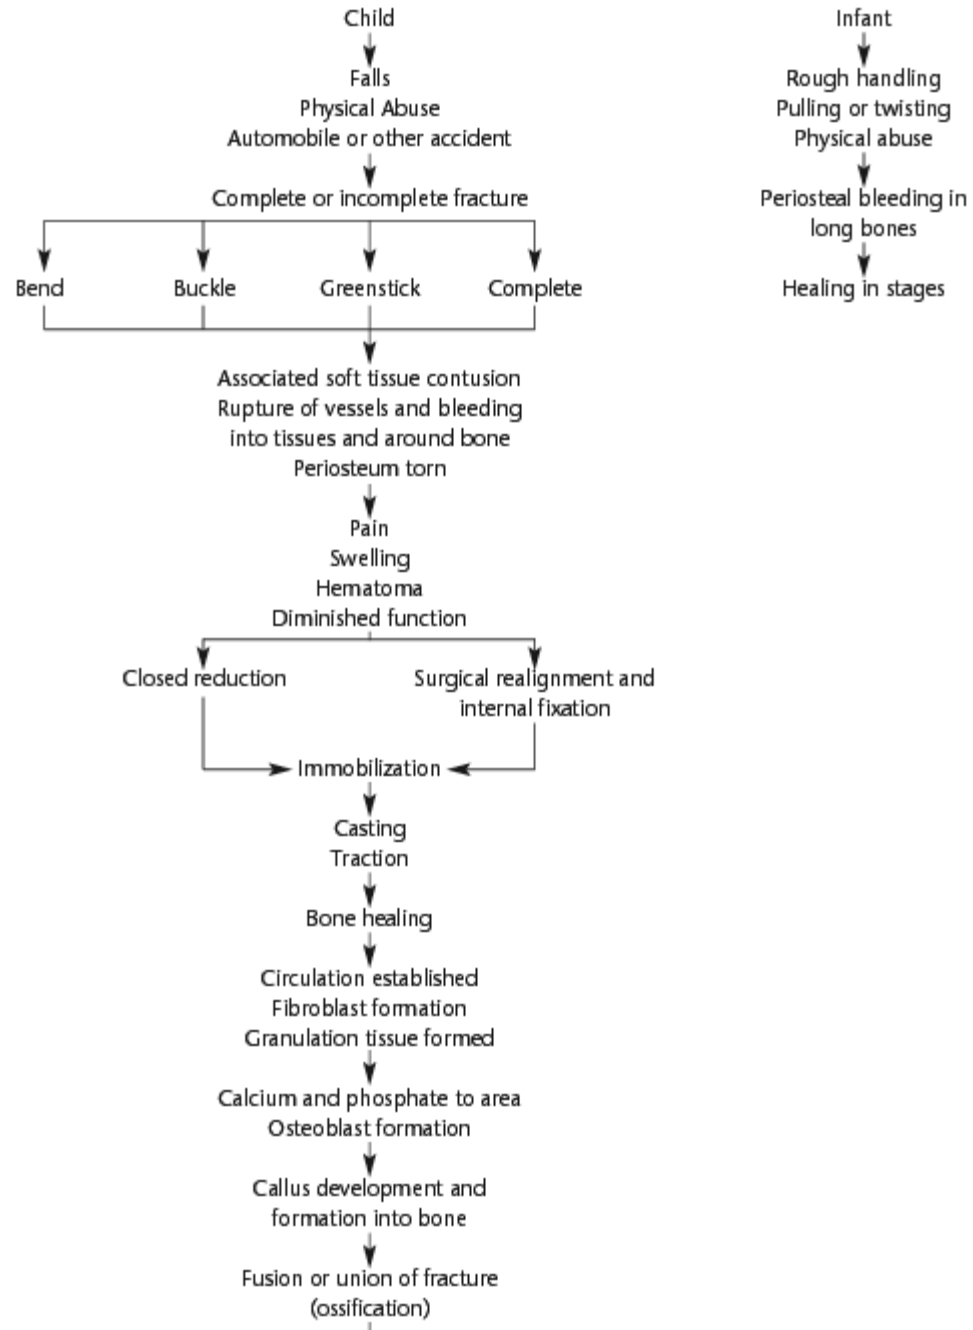 Child
Falls
Physical Abuse
Automobile or other accident
Complete or incomplete fracture
Bend
Buckle
Greenstick
Complete
Associated soft tissue contusion
Rupture of vessels and bleeding
into tissues and around bone
Periosteum torn
Pain
Swelling
Hematoma
Diminished function
Closed reduction
Surgical realignment and
internal fixation
Immobilization
Casting
Traction
Bone healing
Circulation established
Fibroblast formation
Granulation tissue formed
Calcium and phosphate to area
Osteoblast formation
Callus development and
formation into bone
Fusion or union of fracture
(ossification)
Infant
Rough handling
Pulling or twisting
Physical abuse
Periosteal bleeding in
long bones
Healing in stages